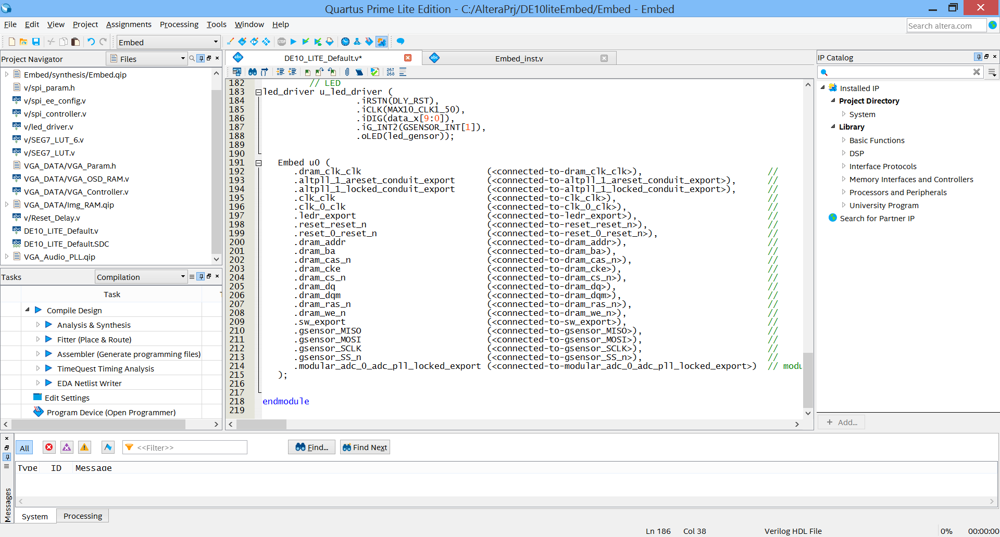 Quartus Prime Lite Edition - C:/AlteraPrj/DE10liteEmbed/Embed - Embed
File Edit View Project Assignments Processing Tools Window Help
Search altera.com
Embed
Project Navigator
Files
Embed/synthesis/Embed.qip
v/spi_param.h
v/spi_ee_config.v
v/spi_controller.v
v/led_driver.v
v/SEG7_LUT_6.v
v/SEG7_LUT.v
VGA_DATA/VGA_Param.h
VGA_DATA/VGA_OSD_RAM.v
VGA_DATA/VGA_Controller.v
VGA_DATA/Img_RAM.qip
v/Reset_Delay.v
DE10_LITE_Default.v
DE10_LITE_Default.SDC
VGA_Audio_PLL.qip
Tasks
Compilation
Task
Compile Design
Analysis & Synthesis
Fitter (Place & Route)
Assembler (Generate programming files)
TimeQuest Timing Analysis
EDA Netlist Writer
Edit Settings
Program Device (Open Programmer)
DE10_LITE_Default.v*
Embed_inst.v
267
268
182 // LED
183 led_driver u_led_driver (
184 .iRSTN(DLY_RST),
185 .iCLK(MAX10_CLK1_50),
186 .iDIG(data_x[9:0]),
187 .iG_INT2(GSENSOR_INT[1]),
188 .oLED(led_gensor));
189
190
191 Embed u0 (
192 .dram_clk_clk (<connected-to-dram_clk_clk>), //
193 .altpll_1_areset_conduit_export (<connected-to-altpll_1_areset_conduit_export>), //
194 .altpll_1_locked_conduit_export (<connected-to-altpll_1_locked_conduit_export>), //
195 .clk_clk (<connected-to-clk_clk>), //
196 .clk_0_clk (<connected-to-clk_0_clk>), //
197 .ledr_export (<connected-to-ledr_export>), //
198 .reset_reset_n (<connected-to-reset_reset_n>), //
199 .reset_0_reset_n (<connected-to-reset_0_reset_n>), //
200 .dram_addr (<connected-to-dram_addr>), //
201 .dram_ba (<connected-to-dram_ba>), //
202 .dram_cas_n (<connected-to-dram_cas_n>), //
203 .dram_cke (<connected-to-dram_cke>), //
204 .dram_cs_n (<connected-to-dram_cs_n>), //
205 .dram_dq (<connected-to-dram_dq>), //
206 .dram_dqm (<connected-to-dram_dqm>), //
207 .dram_ras_n (<connected-to-dram_ras_n>), //
208 .dram_we_n (<connected-to-dram_we_n>), //
209 .sw_export (<connected-to-sw_export>), //
210 .gsensor_MISO (<connected-to-gsensor_MISO>), //
211 .gsensor_MOSI (<connected-to-gsensor_MOSI>), //
212 .gsensor_SCLK (<connected-to-gsensor_SCLK>), //
213 .gsensor_SS_n (<connected-to-gsensor_SS_n>), //
214 .modular_adc_0_adc_pll_locked_export (<connected-to-modular_adc_0_adc_pll_locked_export>) // modu
215 );
216
217
218 endmodule
219
IP Catalog
Installed IP
Project Directory
System
Library
Basic Functions
DSP
Interface Protocols
Memory Interfaces and Controllers
Processors and Peripherals
University Program
Search for Partner IP
+ Add...
All
<<Filter>>
Find...
Find Next
Type ID Message
Messages
System
Processing
Ln 186 Col 38 Verilog HDL File 0% 00:00:00